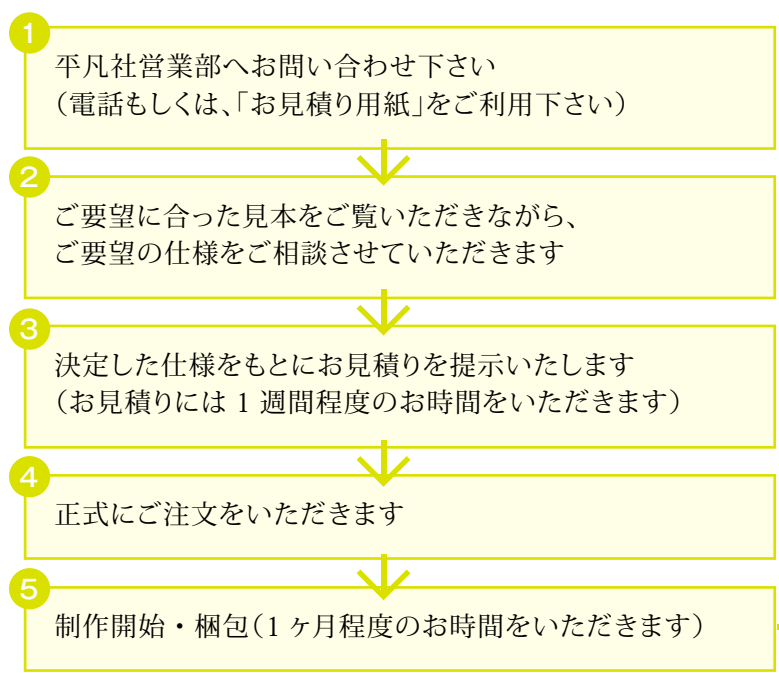 1
平凡社営業部へお問い合わせ下さい
（電話もしくは、「お見積り用紙」をご利用下さい）
2
ご要望に合った見本をご覧いただきながら、
ご要望の仕様をご相談させていただきます
3
決定した仕様をもとにお見積りを提示いたします
（お見積りには 1 週間程度のお時間をいただきます）
4
正式にご注文をいただきます
5
制作開始・梱包（1 ヶ月程度のお時間をいただきます）